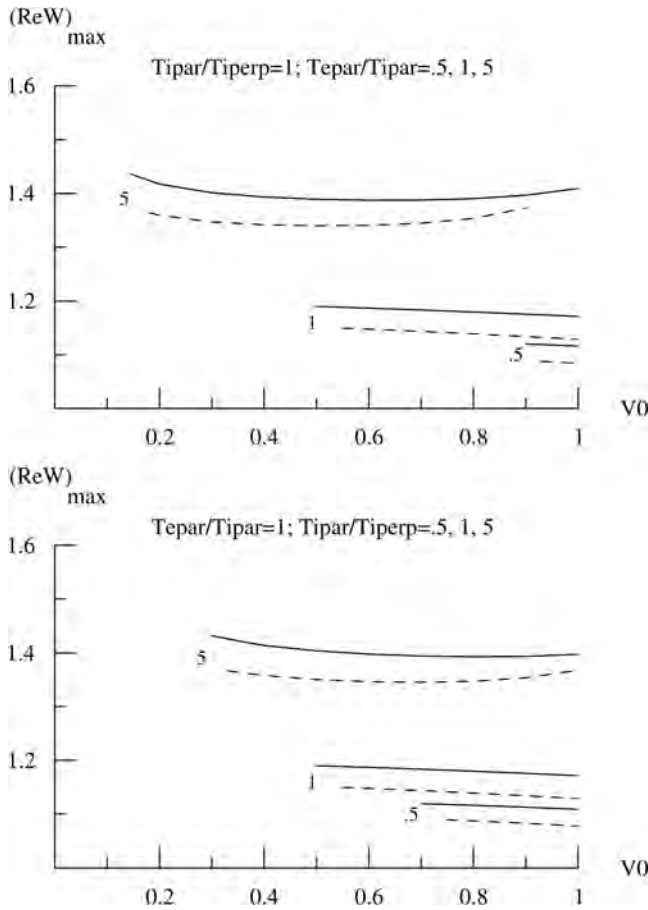 (ReW)
max
Tipar/Tiperp=1; Tepar/Tipar=.5, 1, 5
1.6
1.4
5
1.2
1
.5
V0
0.2 0.4 0.6 0.8 1
(ReW)
max
Tepar/Tipar=1; Tipar/Tiperp=.5, 1, 5
1.6
1.4
5
1.2
1
.5
V0
0.2 0.4 0.6 0.8 1